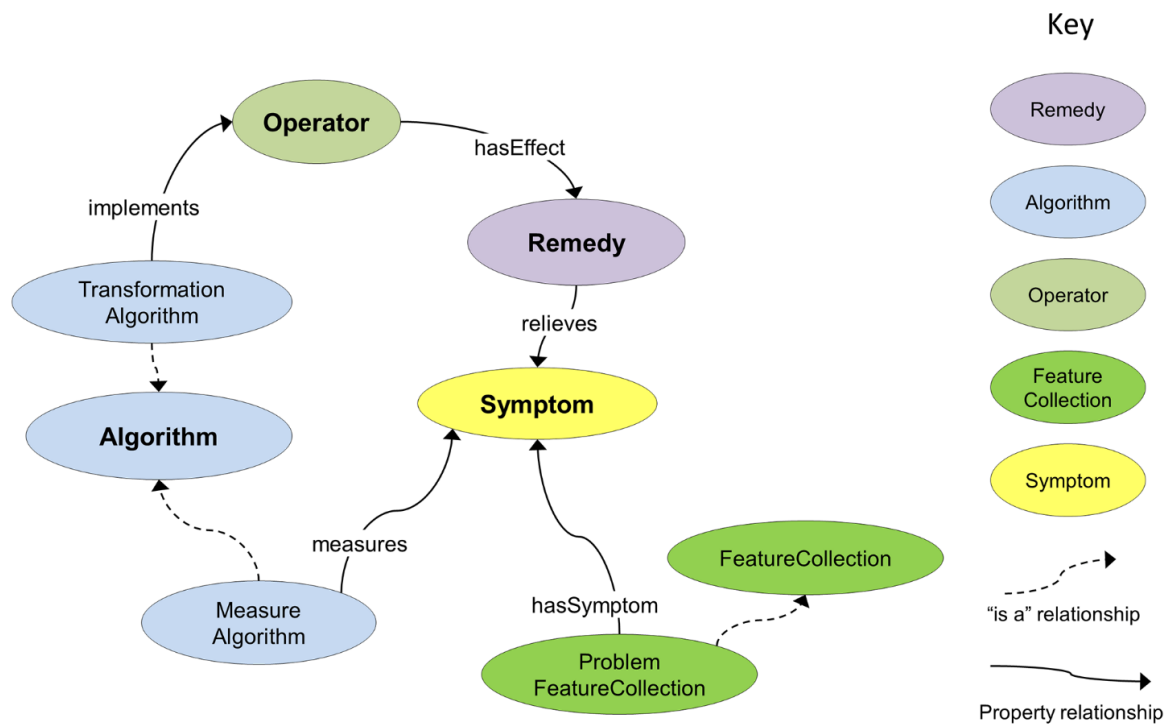 Key
Operator
hasEffect
Remedy
implements
Remedy
Algorithm
Transformation
Algorithm
relieves
Operator
Symptom
Feature
Collection
Algorithm
Symptom
measures
FeatureCollection
hasSymptom
"is a" relationship
Measure
Algorithm
Problem
FeatureCollection
Property relationship